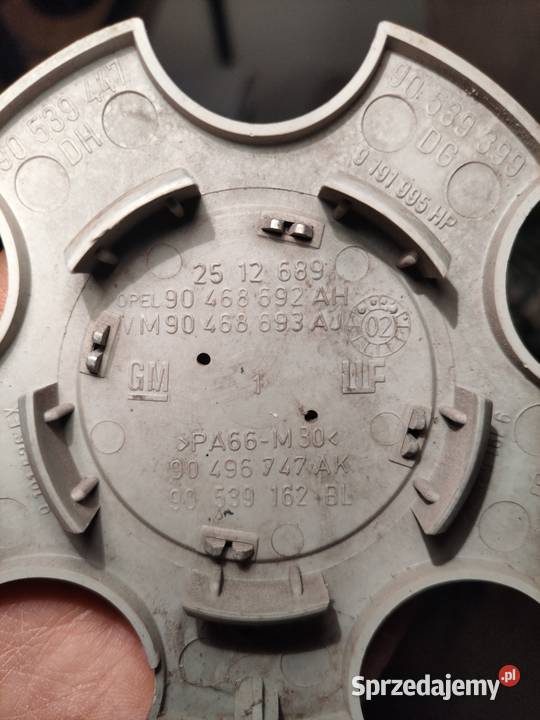 90 539 447
DH
90 539 399
DG
9 191 995 HP
25 12 689
OPEL 90 468 692 AH
VM 90 468 693 AJ
02
GM
1
>PA66-M30<
90 496 747 AK
90 539 162 BL
Sprzedajemy.pl